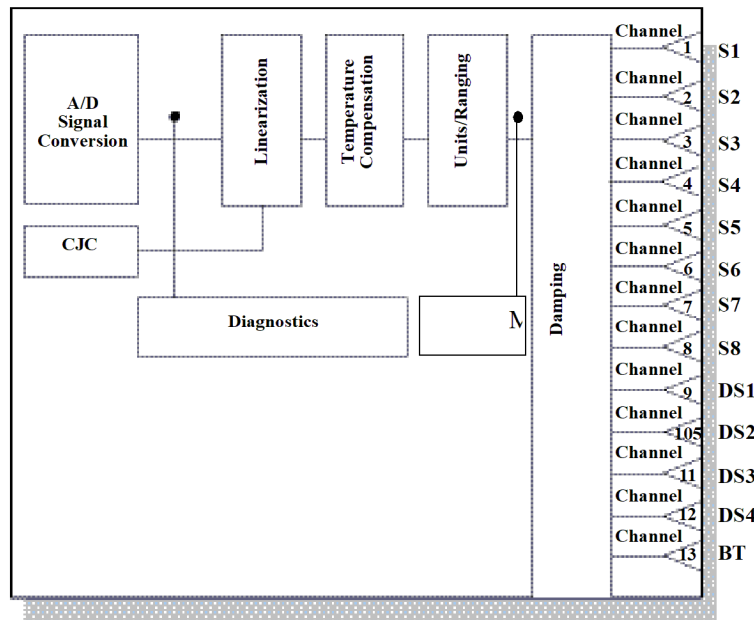 A/D
Signal
Conversion
CJC
Linearization
Temperature
Compensation
Units/Ranging
Diagnostics
M
Damping
Channel
1
S1
Channel
2
S2
Channel
3
S3
Channel
4
S4
Channel
5
S5
Channel
6
S6
Channel
7
S7
Channel
8
S8
Channel
9
DS1
Channel
105
DS2
Channel
11
DS3
Channel
12
DS4
Channel
13
BT